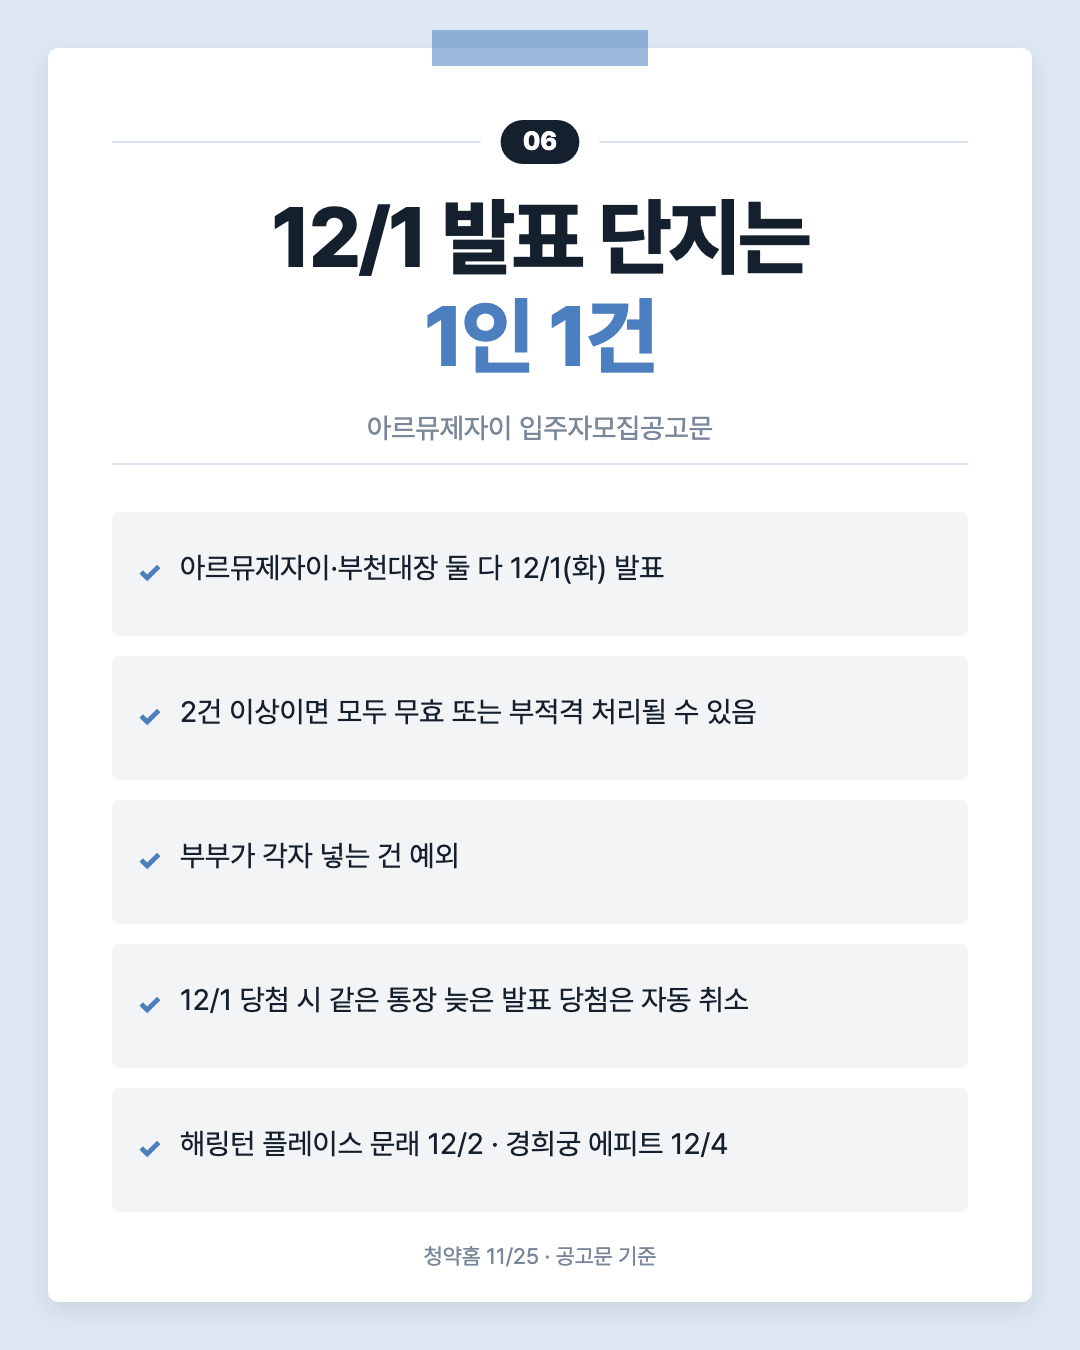 06
12/1 발표 단지는
1인 1건
아르뮤제자이 입주자모집공고문
아르뮤제자이·부천대장 둘 다 12/1(화) 발표
2건 이상이면 모두 무효 또는 부적격 처리될 수 있음
부부가 각자 넣는 건 예외
12/1 당첨 시 같은 통장 늦은 발표 당첨은 자동 취소
해링턴 플레이스 문래 12/2 · 경희궁 에피트 12/4
청약홈 11/25 · 공고문 기준